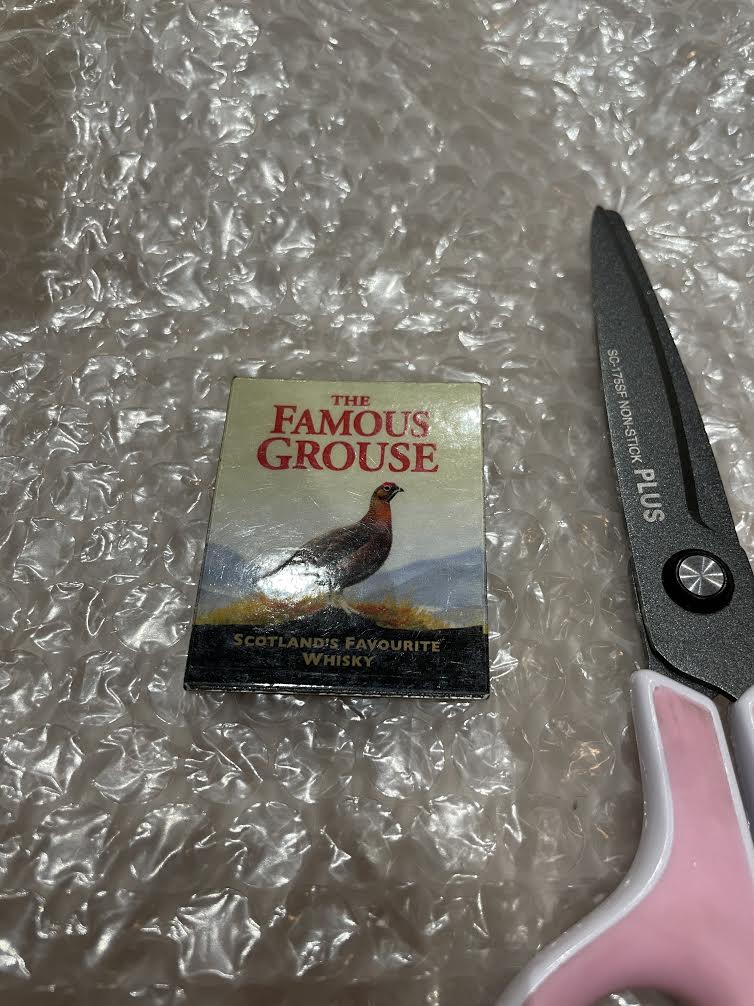 THE
FAMOUS
GROUSE
SCOTLAND'S FAVOURITE
WHISKY
SC-175SF NON-STICK PLUS